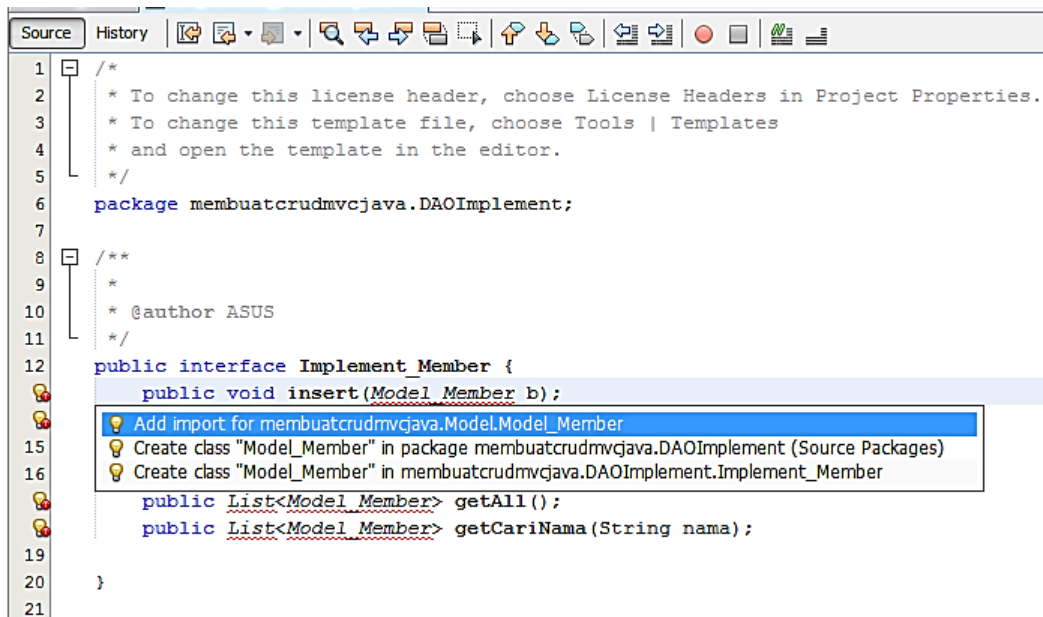 Source History
1 /*
2 * To change this license header, choose License Headers in Project Properties.
3 * To change this template file, choose Tools | Templates
4 * and open the template in the editor.
5 */
6 package membuatcrudmvcjava.DAOImplement;
7
8 /**
9 *
10 * @author ASUS
11 */
12 public interface Implement_Member {
public void insert(Model_Member b);
Add import for membuatcrudmvcjava.Model.Model_Member
15 Create class "Model_Member" in package membuatcrudmvcjava.DAOImplement (Source Packages)
16 Create class "Model_Member" in membuatcrudmvcjava.DAOImplement.Implement_Member
public List<Model_Member> getAll();
public List<Model_Member> getCariNama(String nama);
19
20 }
21